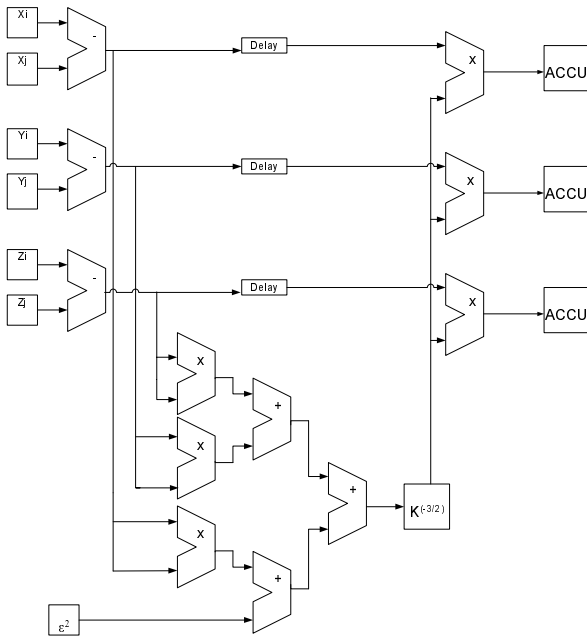 Xi
-
Xj
Delay
x
ACCU
Yi
-
Yj
Delay
x
ACCU
Zi
-
Zj
Delay
x
ACCU
x
+
x
+
K(-3/2)
x
+
ε2